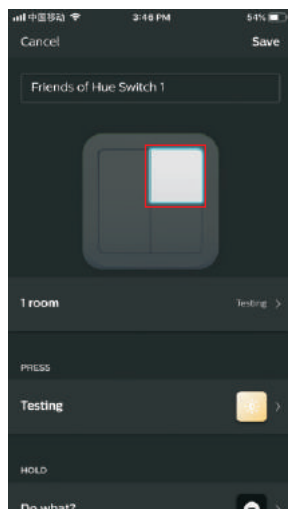 中国移动 3:46 PM 54%
Cancel Save
Friends of Hue Switch 1
1 room Testing >
PRESS
Testing >
HOLD
Do what?